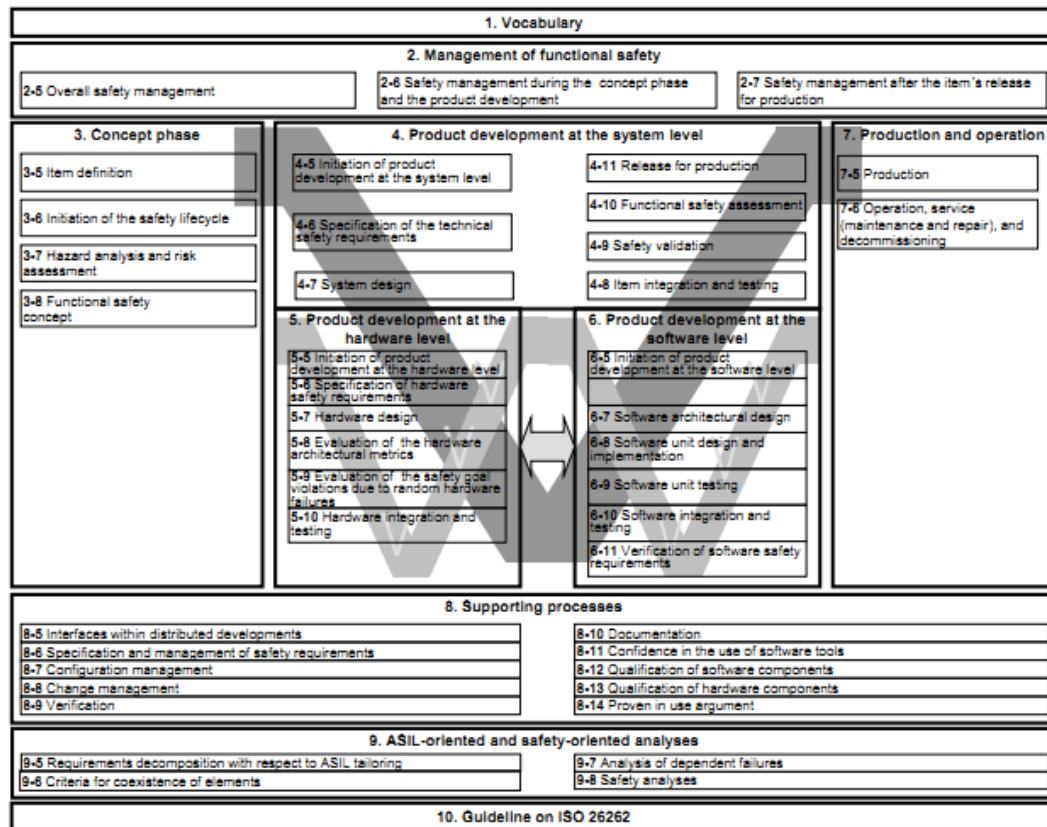 1. Vocabulary
2. Management of functional safety
2-5 Overall safety management
2-6 Safety management during the concept phase
and the product development
2-7 Safety management after the item's release
for production
3. Concept phase
3-5 Item definition
3-6 Initiation of the safety lifecycle
3-7 Hazard analysis and risk
assessment
3-8 Functional safety
concept
4. Product development at the system level
4-5 Initiation of product
development at the system level
4-6 Specification of the technical
safety requirements
4-7 System design
4-11 Release for production
4-10 Functional safety assessment
4-9 Safety validation
4-8 Item integration and testing
7. Production and operation
7-5 Production
7-6 Operation, service
(maintenance and repair), and
decommissioning
5. Product development at the
hardware level
5-5 Initiation of product
development at the hardware level
5-6 Specification of hardware
safety requirements
5-7 Hardware design
5-8 Evaluation of the hardware
architectural metrics
5-9 Evaluation of the safety goal
violations due to random hardware
failures
5-10 Hardware integration and
testing
6. Product development at the
software level
6-5 Initiation of product
development at the software level
6-7 Software architectural design
6-8 Software unit design and
implementation
6-9 Software unit testing
6-10 Software integration and
testing
6-11 Verification of software safety
requirements
8. Supporting processes
8-5 Interfaces within distributed developments
8-6 Specification and management of safety requirements
8-7 Configuration management
8-8 Change management
8-9 Verification
8-10 Documentation
8-11 Confidence in the use of software tools
8-12 Qualification of software components
8-13 Qualification of hardware components
8-14 Proven in use argument
9. ASIL-oriented and safety-oriented analyses
9-5 Requirements decomposition with respect to ASIL tailoring
9-6 Criteria for coexistence of elements
9-7 Analysis of dependent failures
9-8 Safety analyses
10. Guideline on ISO 26262